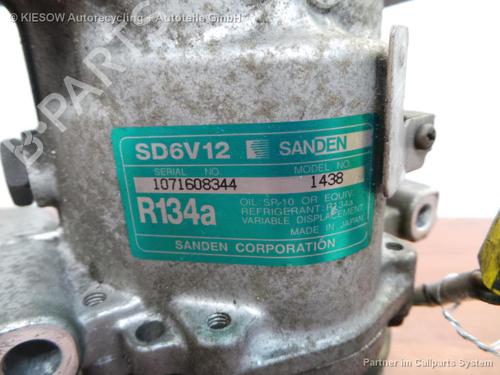 © KIESOW Autorecycling + Autoteile GmbH
B-PARTS
SD6V12 SANDEN
SERIAL NO. MODEL NO.
1071608344 1438
R134a
OIL:SP-10 OR EQUIV.
REFRIGERANT:R134a
VARIABLE DISPLACEMENT
MADE IN JAPAN
SANDEN CORPORATION
Partner im Callparts System